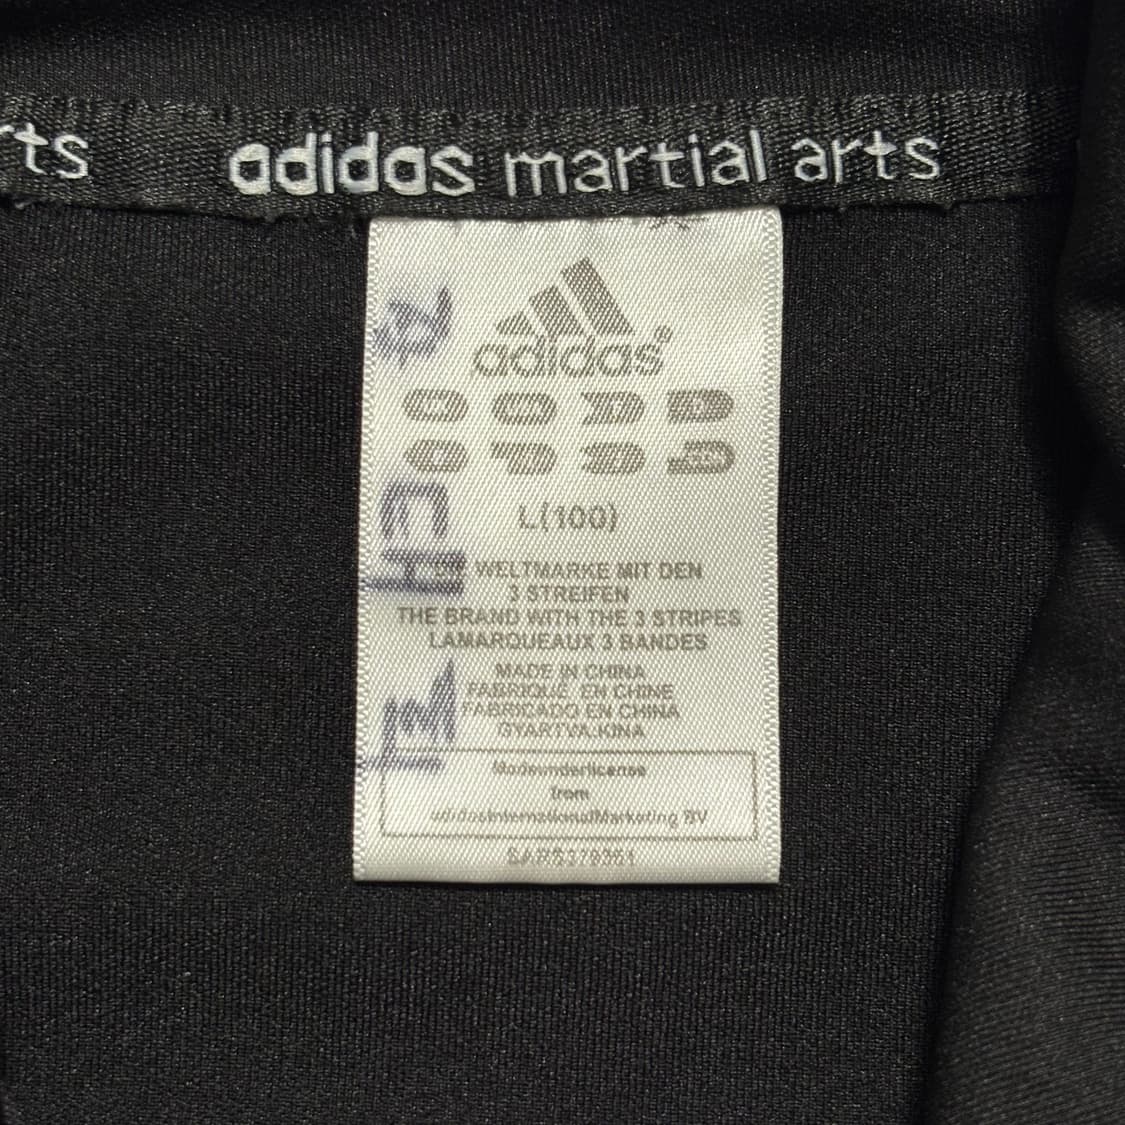 rts adidas martial arts
adidas®
L(100)
WELTMARKE MIT DEN
3 STREIFEN
THE BRAND WITH THE 3 STRIPES
LAMARQUEAUX 3 BANDES
MADE IN CHINA
FABRIQUE EN CHINE
FABRICADO EN CHINA
GYARTVA:KINA
Madeunderlicense
from
adidasInternationalMarketing BV